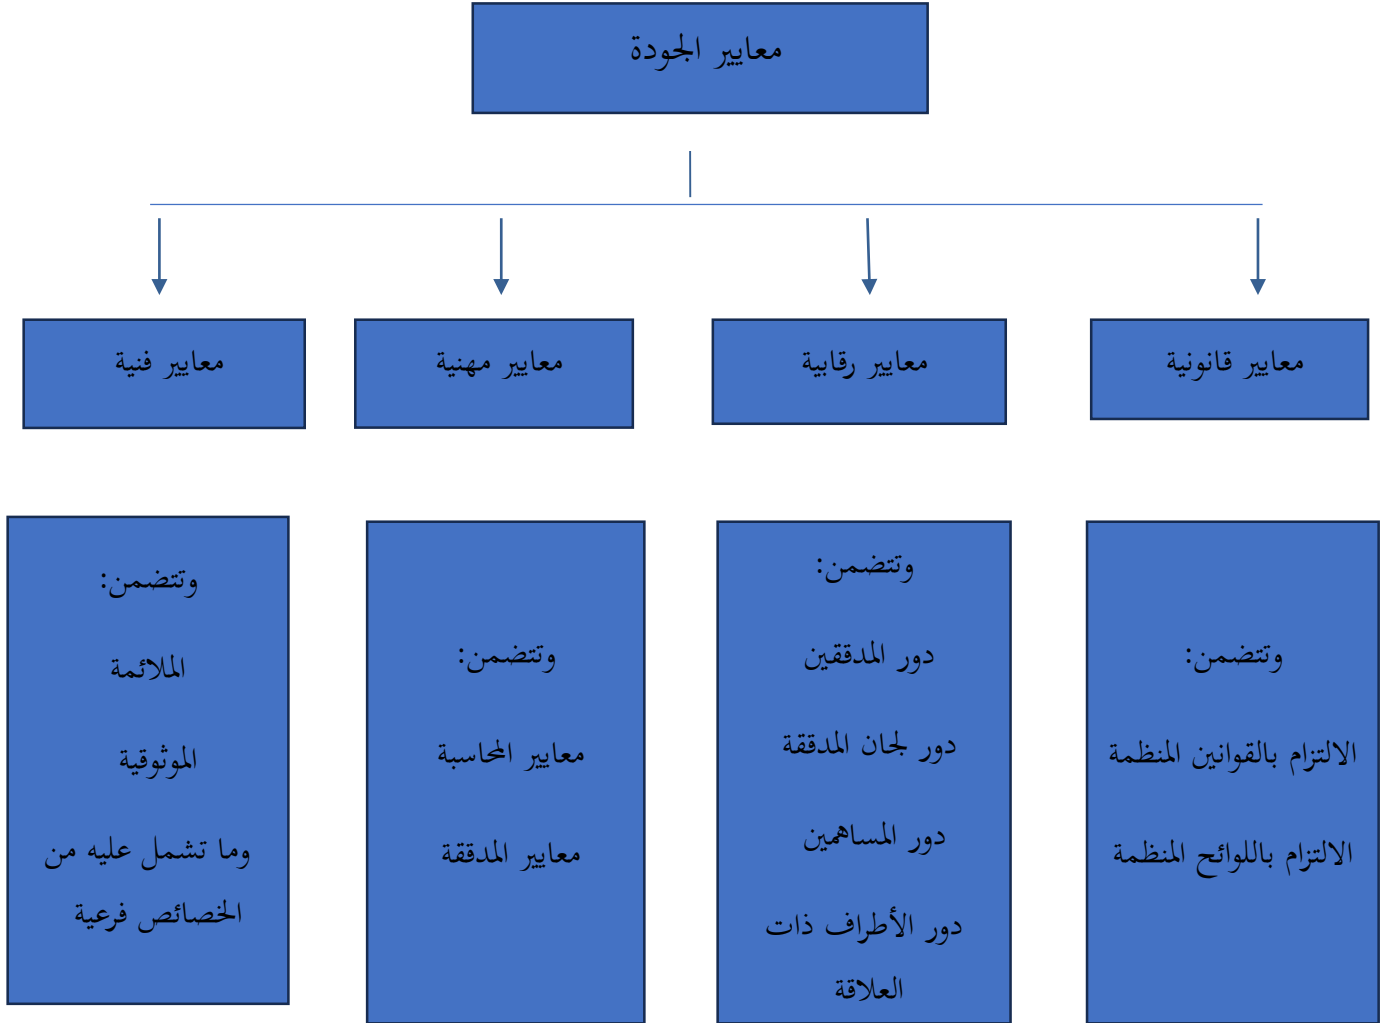 معايير الجودة
معايير قانونية
معايير رقابية
معايير مهنية
معايير فنية
وتتضمن:
الالتزام بالقوانين المنظمة
الالتزام باللوائح المنظمة
وتتضمن:
دور المدققين
دور لجان المدققة
دور المساهمين
دور الأطراف ذات
العلاقة
وتتضمن:
معايير المحاسبة
معايير المدققة
وتتضمن:
الملائمة
الموثوقية
وما تشمل عليه من
الخصائص فرعية